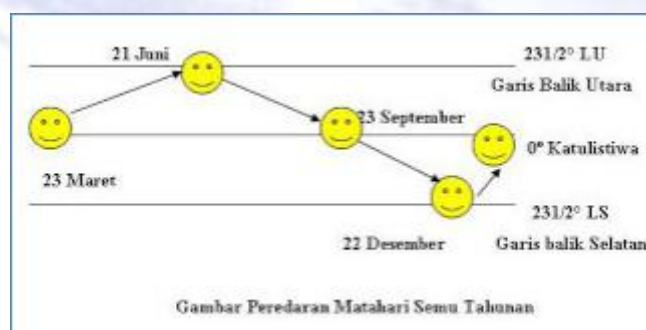 21 Juni
231/2° LU
Garis Balik Utara
23 September
0° Katulistiwa
23 Maret
231/2° LS
22 Desember
Garis balik Selatan
Gambar Peredaran Matahari Semu Tahunan